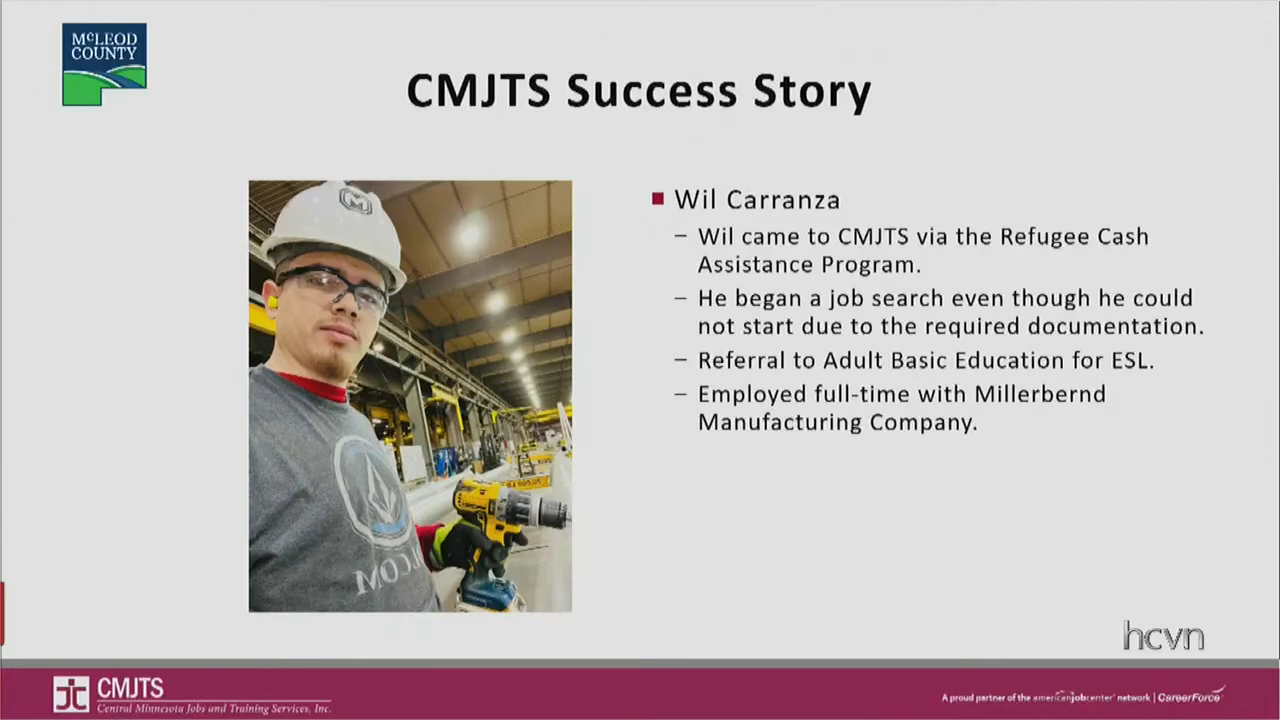 McLEOD
COUNTY
CMJTS Success Story
Wil Carranza
– Wil came to CMJTS via the Refugee Cash
Assistance Program.
– He began a job search even though he could
not start due to the required documentation.
– Referral to Adult Basic Education for ESL.
– Employed full-time with Millerbernd
Manufacturing Company.
hcvn
CMJTS
Central Minnesota Jobs and Training Services, Inc.
A proud partner of the americanjobcenter® network | CareerForce